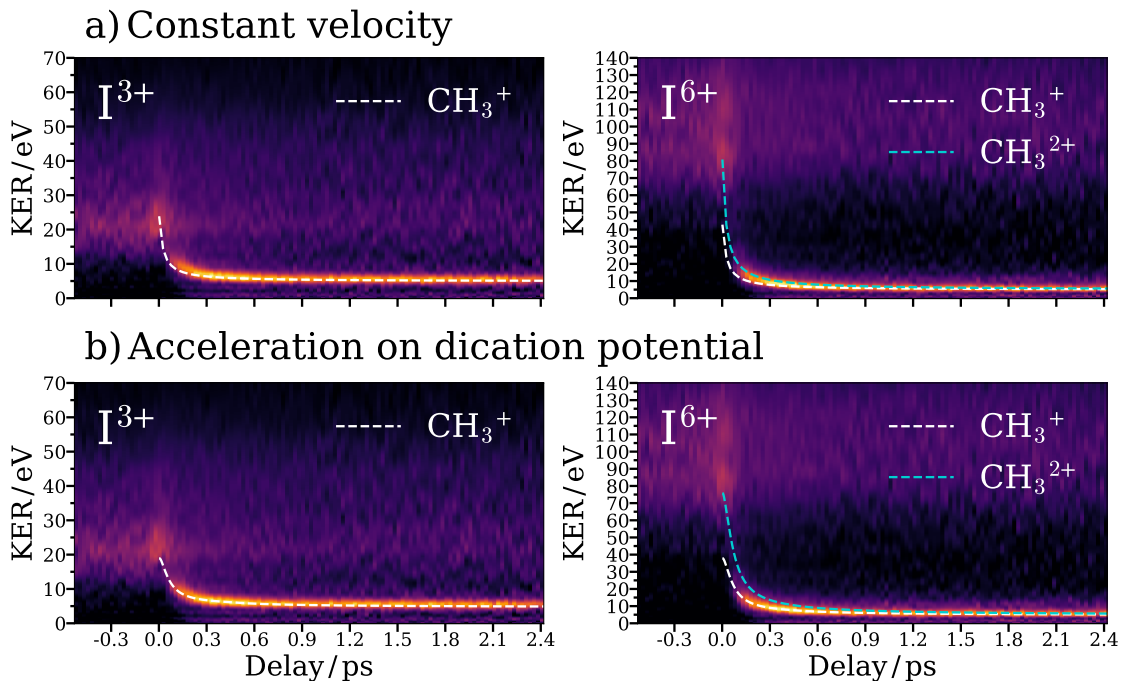 a) Constant velocity
70
60
50
40
30
20
10
0
KER/eV
I³⁺
CH₃⁺
140
130
120
110
100
90
80
70
60
50
40
30
20
10
0
KER/eV
I⁶⁺
CH₃⁺
CH₃²⁺
b) Acceleration on dication potential
70
60
50
40
30
20
10
0
KER/eV
I³⁺
CH₃⁺
-0.3 0.0 0.3 0.6 0.9 1.2 1.5 1.8 2.1 2.4
Delay/ps
140
130
120
110
100
90
80
70
60
50
40
30
20
10
0
KER/eV
I⁶⁺
CH₃⁺
CH₃²⁺
-0.3 0.0 0.3 0.6 0.9 1.2 1.5 1.8 2.1 2.4
Delay/ps